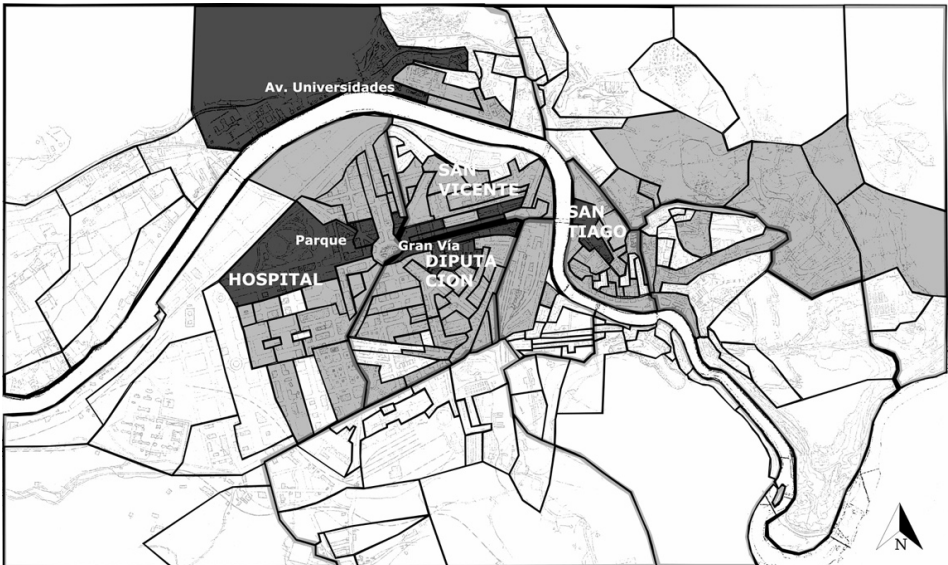 Av. Universidades
SAN
VICENTE
SAN
TIAGO
Parque
Gran Vía
DIPUTA
CION
HOSPITAL
N